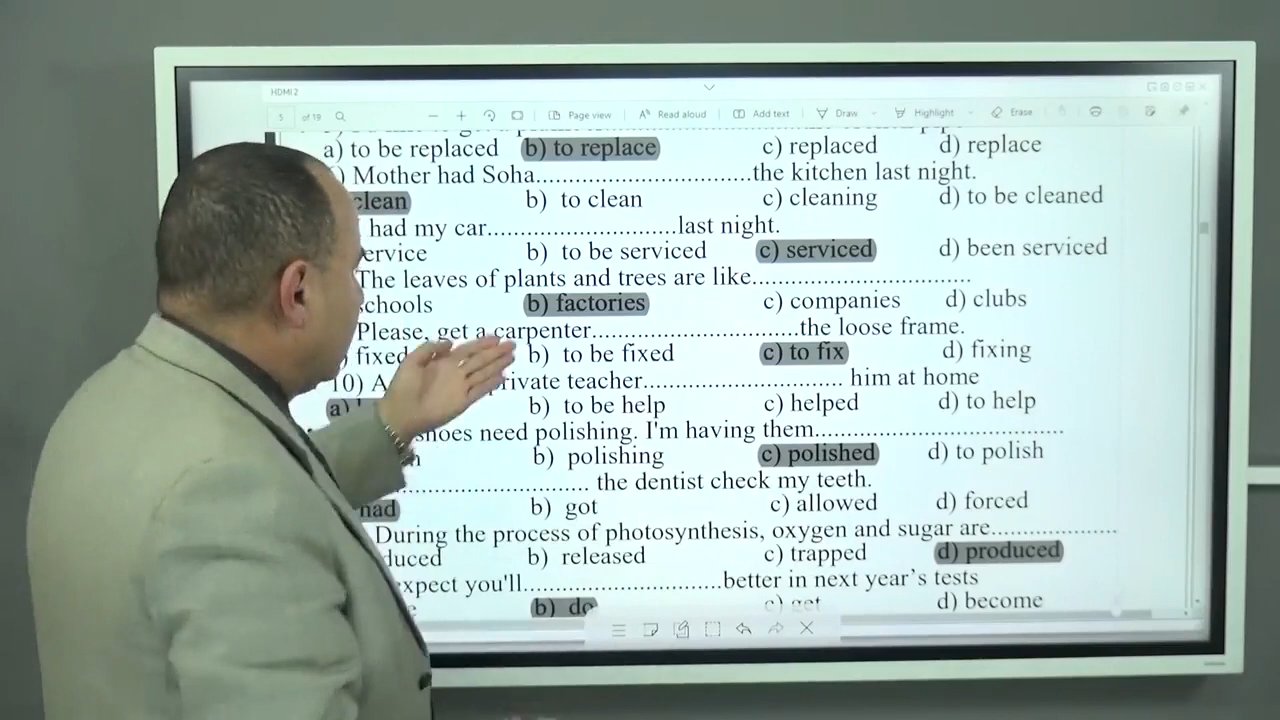 HDMI 2
5 of 19 Page view Read aloud Add text Draw Highlight Erase
a) to be replaced b) to replace c) replaced d) replace
) Mother had Soha..............................the kitchen last night.
clean b) to clean c) cleaning d) to be cleaned
had my car...........................last night.
ervice b) to be serviced c) serviced d) been serviced
The leaves of plants and trees are like...............................
schools b) factories c) companies d) clubs
Please, get a carpenter.............................the loose frame.
fixed b) to be fixed c) to fix d) fixing
10) A rivate teacher............................ him at home
a) b) to be help c) helped d) to help
shoes need polishing. I'm having them...................................
b) polishing c) polished d) to polish
............................ the dentist check my teeth.
had b) got c) allowed d) forced
During the process of photosynthesis, oxygen and sugar are..................
duced b) released c) trapped d) produced
expect you'll...........................better in next year's tests
b) do c) get d) become